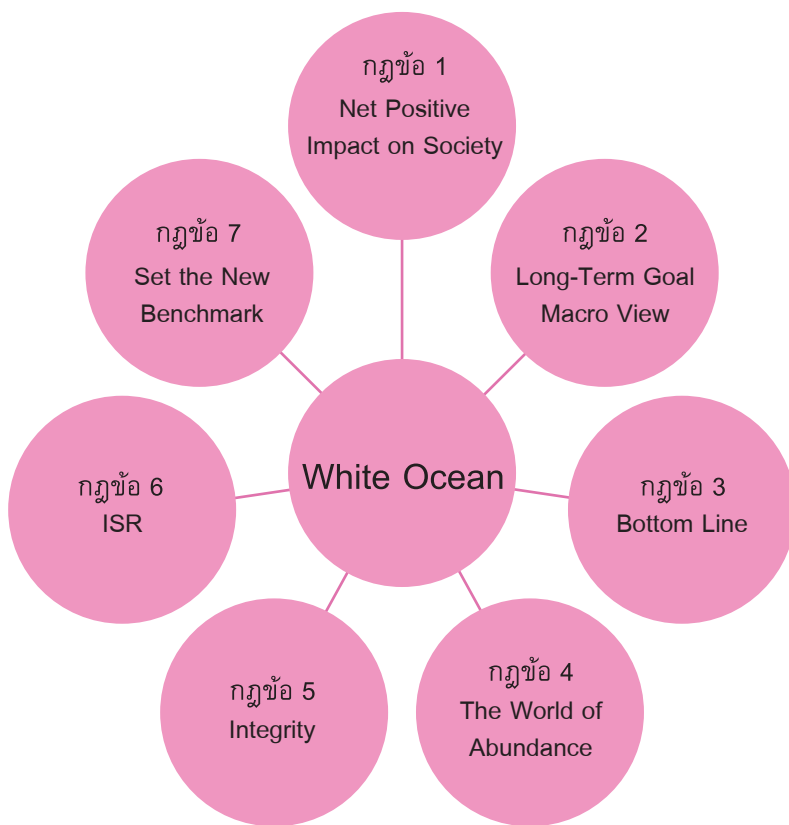 กฎข้อ 1
Net Positive
Impact on Society
กฎข้อ 2
Long-Term Goal
Macro View
กฎข้อ 3
Bottom Line
กฎข้อ 4
The World of
Abundance
กฎข้อ 5
Integrity
กฎข้อ 6
ISR
กฎข้อ 7
Set the New
Benchmark
White Ocean